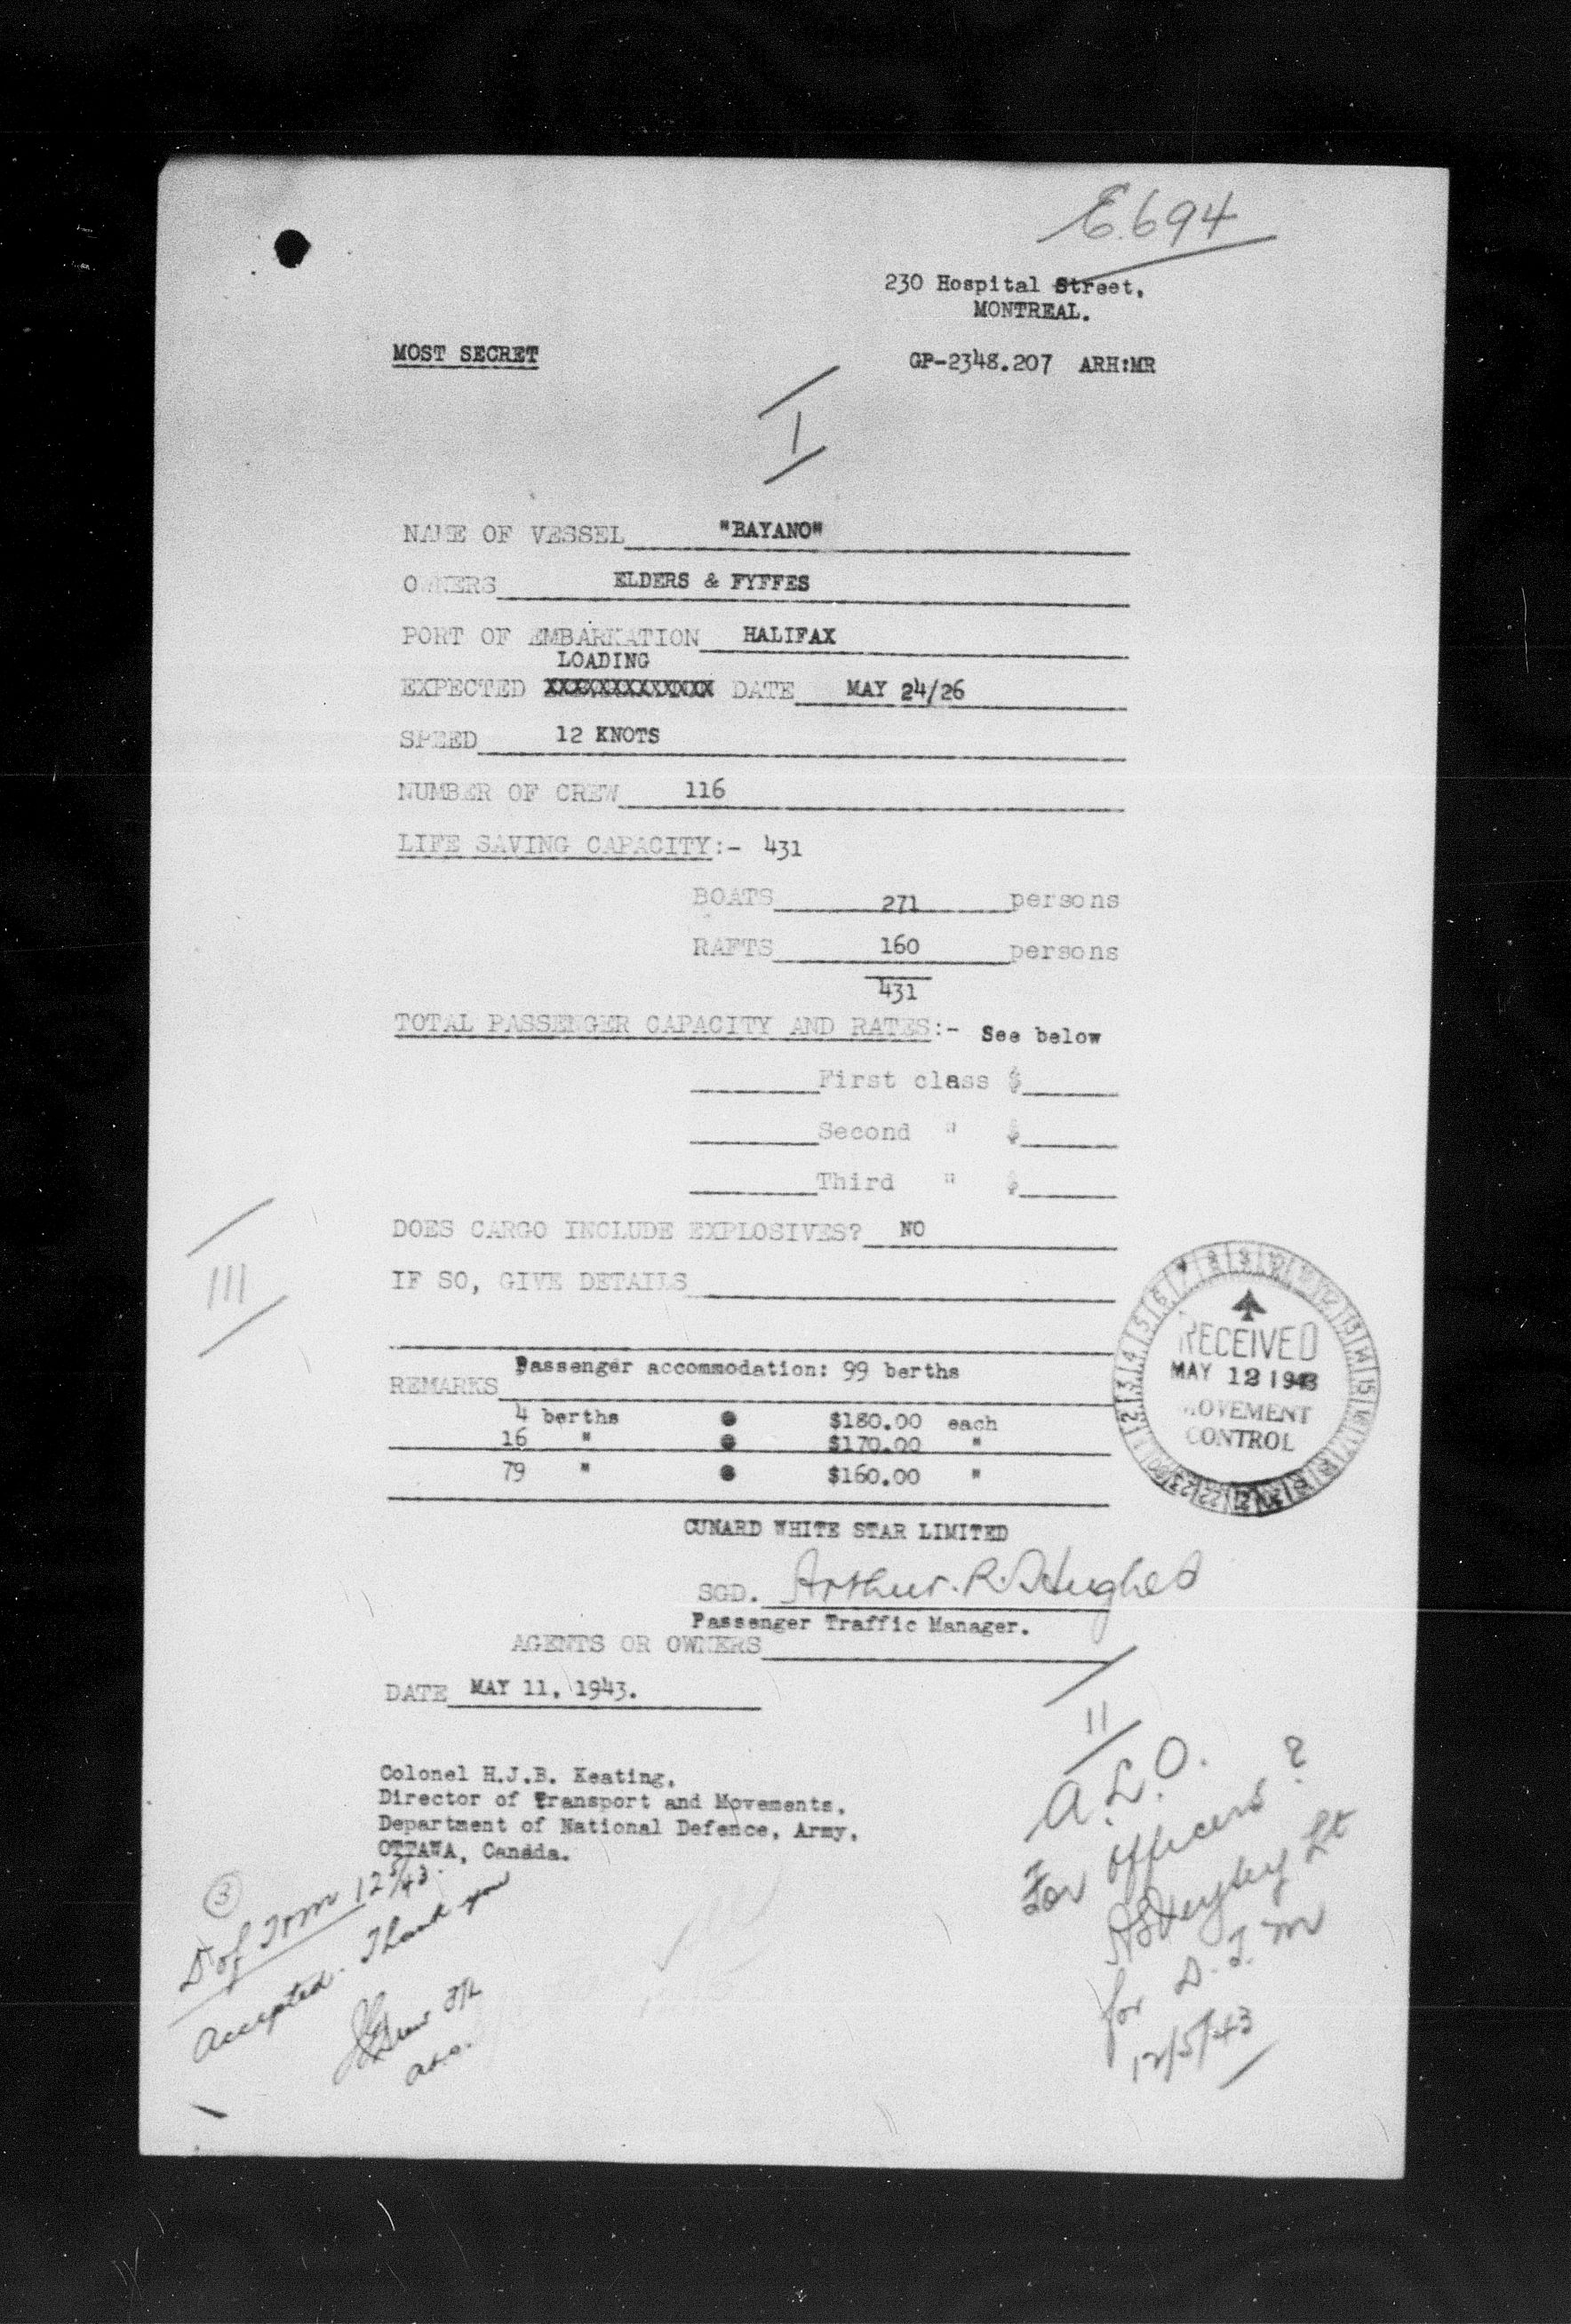 E.694
230 Hospital Street,
MONTREAL.
MOST SECRET
GP-2348.207 ARH:MR
I
NAME OF VESSEL "BAYANO"
OWNERS ELDERS & FYFFES
PORT OF EMBARKATION HALIFAX
LOADING
EXPECTED XXXXXXXXXXXXX DATE MAY 24/26
SPEED 12 KNOTS
NUMBER OF CREW 116
LIFE SAVING CAPACITY:- 431
BOATS 271 persons
RAFTS 160 persons
431
TOTAL PASSENGER CAPACITY AND RATES:- See below
First class $
Second " $
Third " $
DOES CARGO INCLUDE EXPLOSIVES? NO
III
IF SO, GIVE DETAILS
RECEIVED
MAY 12 1943
MOVEMENT
CONTROL
Passenger accommodation: 99 berths
REMARKS
4 berths @ $180.00 each
16 " @ $170.00 "
79 " @ $160.00 "
CUNARD WHITE STAR LIMITED
SGD. Arthur. R. Hughes
Passenger Traffic Manager.
AGENTS OR OWNERS
DATE MAY 11, 1943.
II
A.L.O.
For officers ?
Lt
for D.T.M
12/5/43
Colonel H.J.B. Keating,
Director of Transport and Movements,
Department of National Defence, Army,
OTTAWA, Canada.
3
D of T&M 12/5/43.
Accepted. Thank you
F/L
A.L.O.